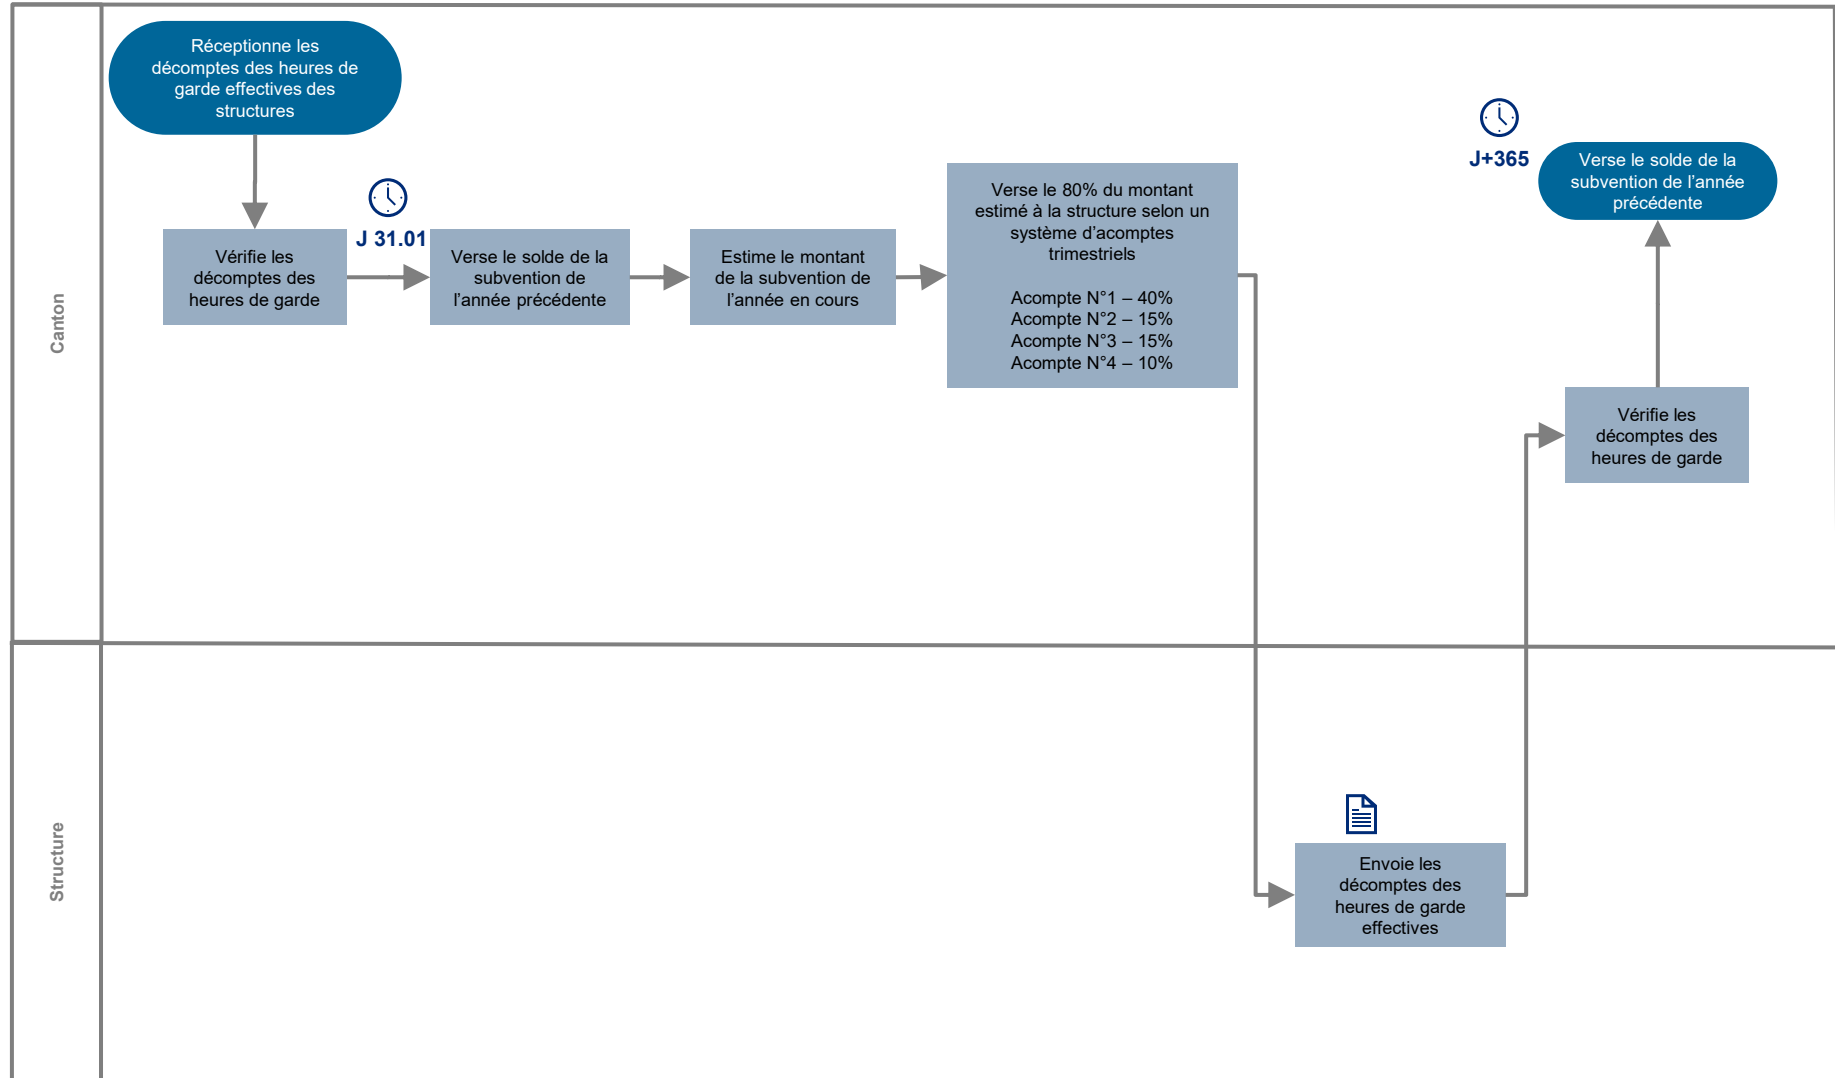 Canton
Réceptionne les
décomptes des heures de
garde effectives des
structures
Vérifie les
décomptes des
heures de garde
J 31.01
Verse le solde de la
subvention de
l’année précédente
Estime le montant
de la subvention de
l’année en cours
Verse le 80% du montant
estimé à la structure selon un
système d’acomptes
trimestriels
Acompte N°1 – 40%
Acompte N°2 – 15%
Acompte N°3 – 15%
Acompte N°4 – 10%
J+365
Verse le solde de la
subvention de l’année
précédente
Vérifie les
décomptes des
heures de garde
Structure
Envoie les
décomptes des
heures de garde
effectives